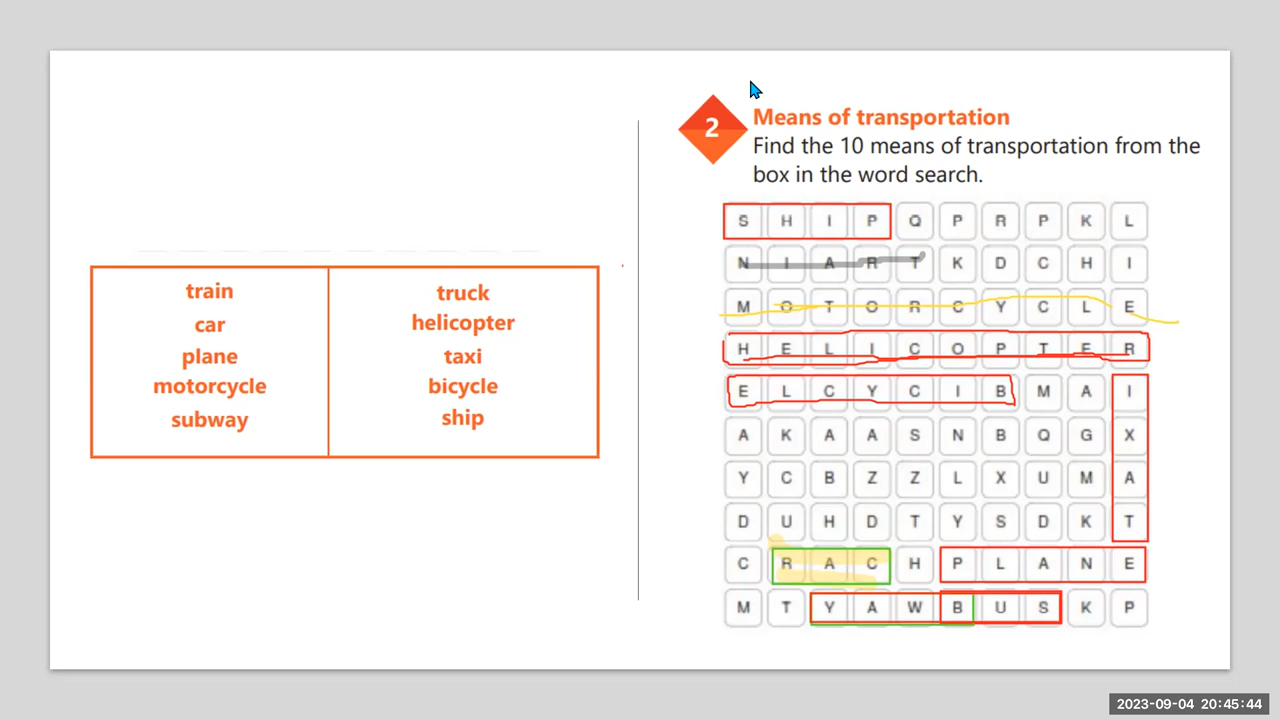 2
Means of transportation
Find the 10 means of transportation from the
box in the word search.
train
car
plane
motorcycle
subway
truck
helicopter
taxi
bicycle
ship
S H I P Q P R P K L
N I A R T K D C H I
M O T O R C Y C L E
H E L I C O P T E R
E L C Y C I B M A I
A K A A S N B Q G X
Y C B Z Z L X U M A
D U H D T Y S D K T
C R A C H P L A N E
M T Y A W B U S K P
2023-09-04 20:45:44